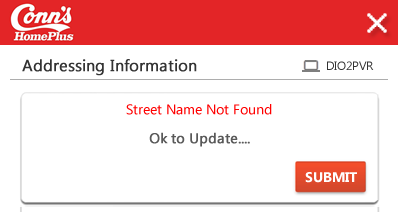 Conn's
HomePlus
Addressing Information
DIO2PVR
Street Name Not Found
Ok to Update....
SUBMIT